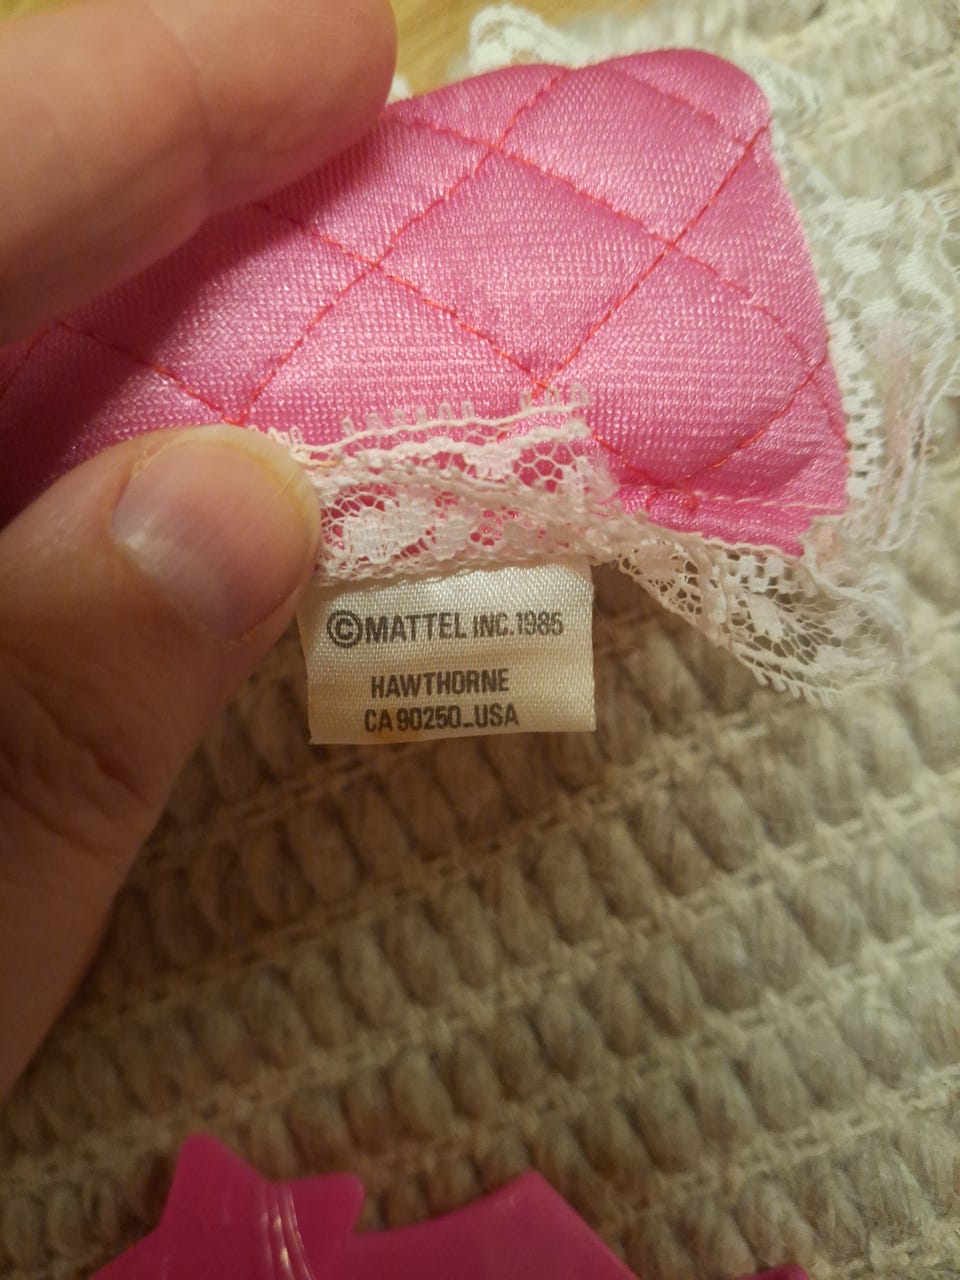 ©MATTEL INC.1985
HAWTHORNE
CA 90250_USA